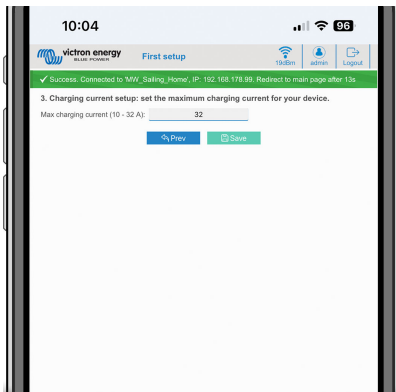 10:04
96
victron energy
BLUE POWER
First setup
19dBm
admin
Logout
Success. Connected to 'MW_Sailing_Home', IP: 192.168.178.99. Redirect to main page after 13s
3. Charging current setup: set the maximum charging current for your device.
Max charging current (10 - 32 A): 32
Prev Save